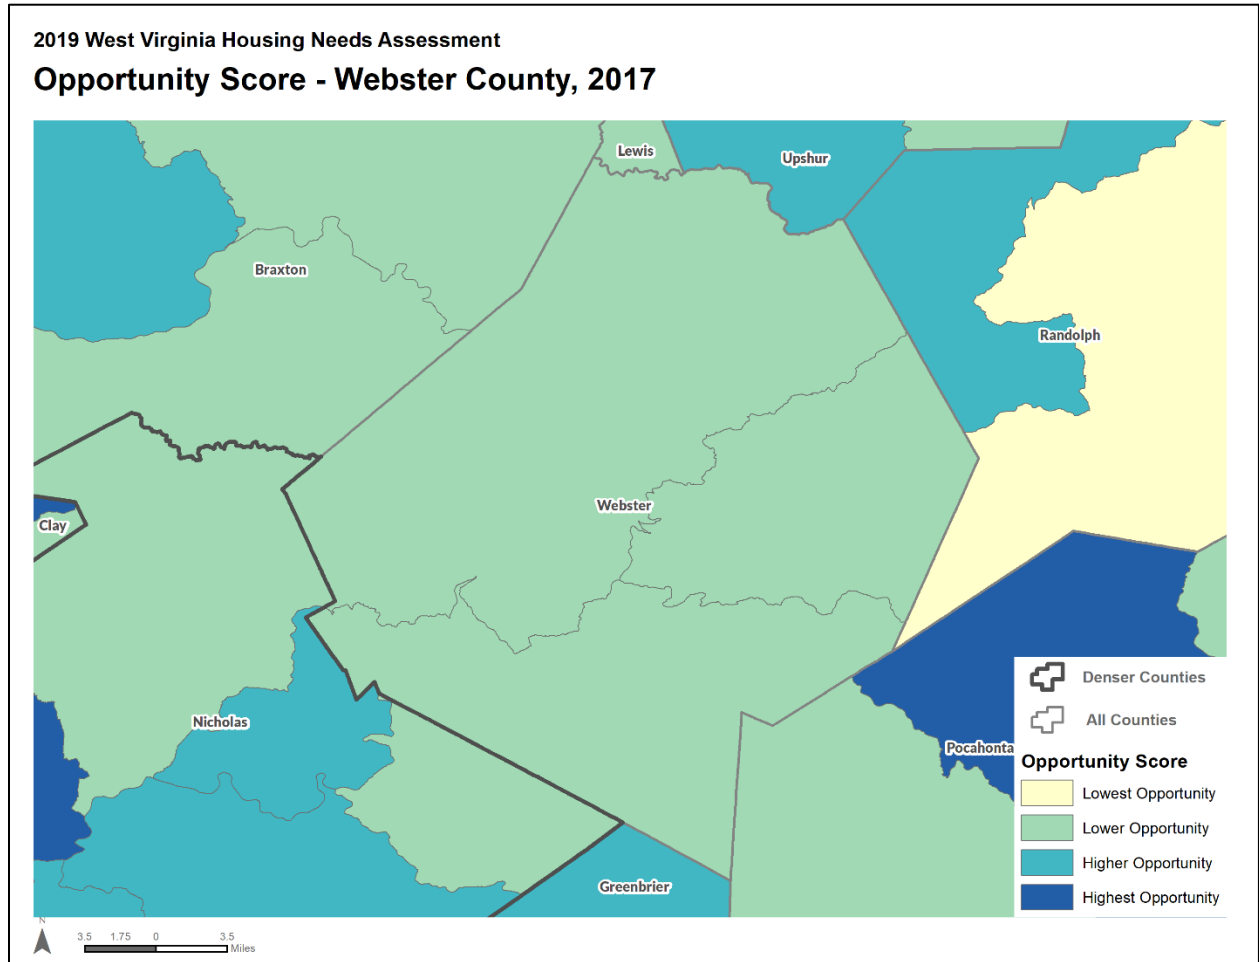 2019 West Virginia Housing Needs Assessment
Opportunity Score - Webster County, 2017
Lewis
Upshur
Braxton
Randolph
Webster
Clay
Nicholas
Pocahonta
Greenbrier
Denser Counties
All Counties
Opportunity Score
Lowest Opportunity
Lower Opportunity
Higher Opportunity
Highest Opportunity
N
3.5 1.75 0 3.5
Miles